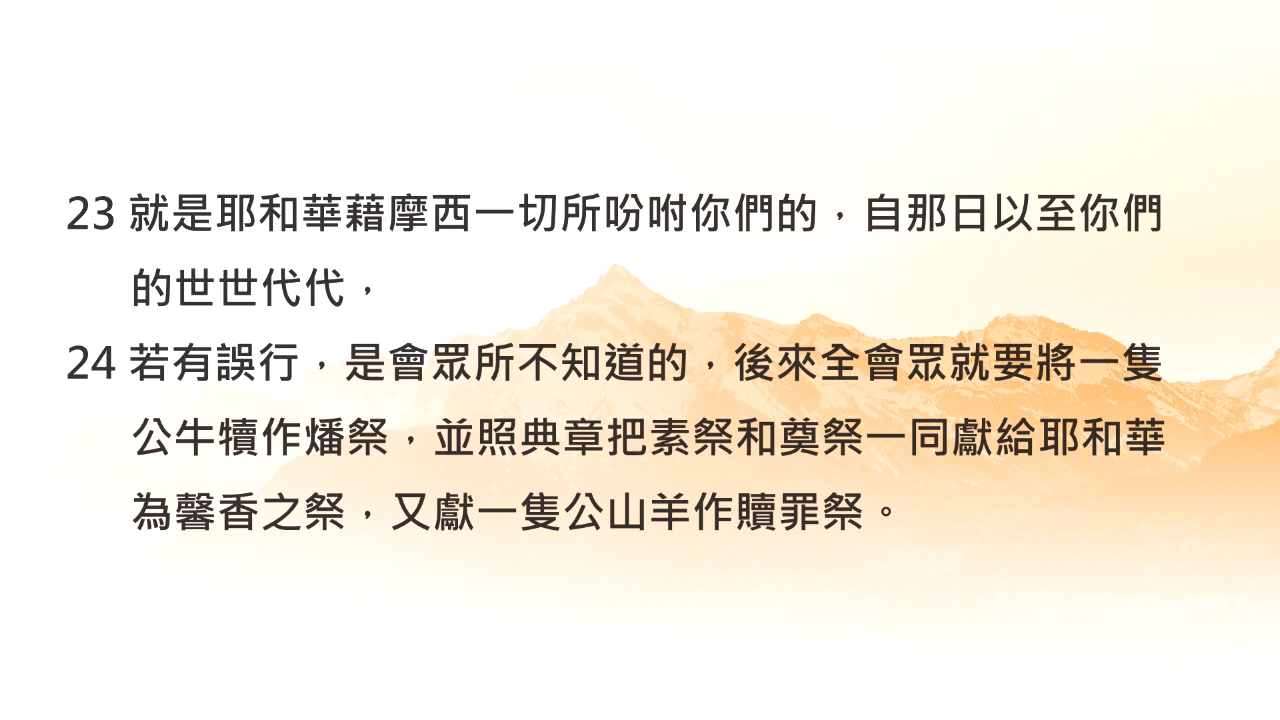 23 就是耶和華藉摩西一切所吩咐你們的，自那日以至你們
的世世代代，
24 若有誤行，是會眾所不知道的，後來全會眾就要將一隻
公牛犢作燔祭，並照典章把素祭和奠祭一同獻給耶和華
為馨香之祭，又獻一隻公山羊作贖罪祭。